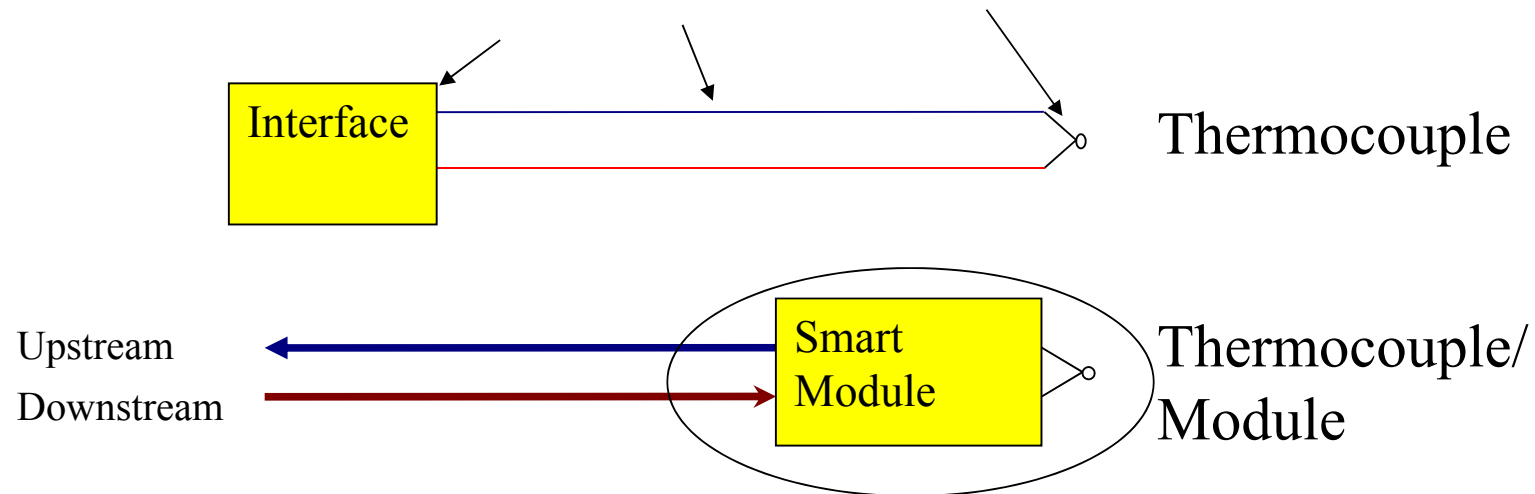 Interface
Thermocouple
Upstream
Downstream
Smart
Module
Thermocouple/
Module